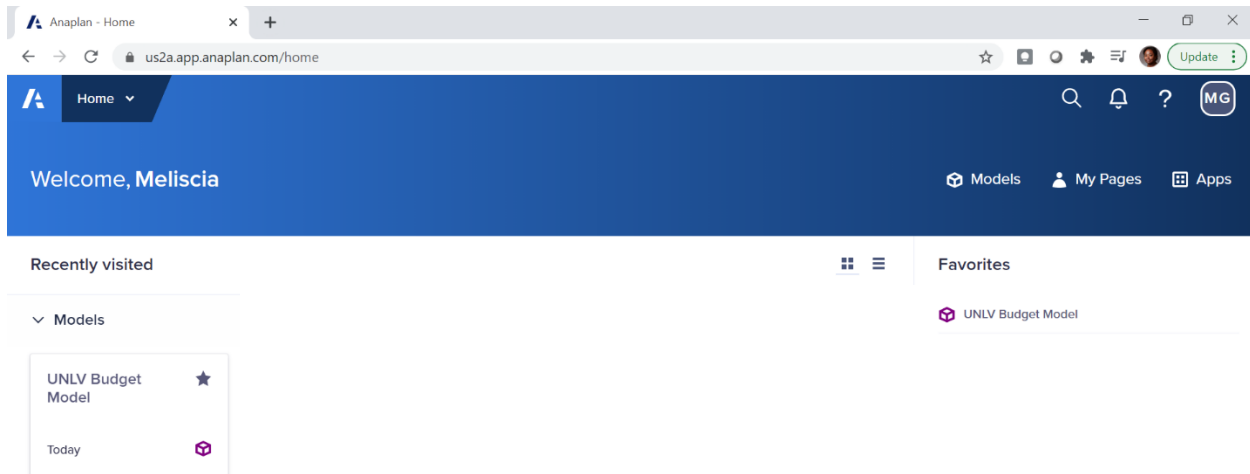 Anaplan - Home
us2a.app.anaplan.com/home
Update
Home
MG
Welcome, Meliscia
Models
My Pages
Apps
Recently visited
Favorites
Models
UNLV Budget Model
UNLV Budget
Model
Today